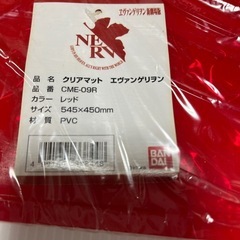 エヴァンゲリヲン新劇場版
NERV
品 名 クリアマット エヴァンゲリヲン
品 番 CME-09R
カラー レッド
サイズ 545×450mm
材 質 PVC
BAN
DAI